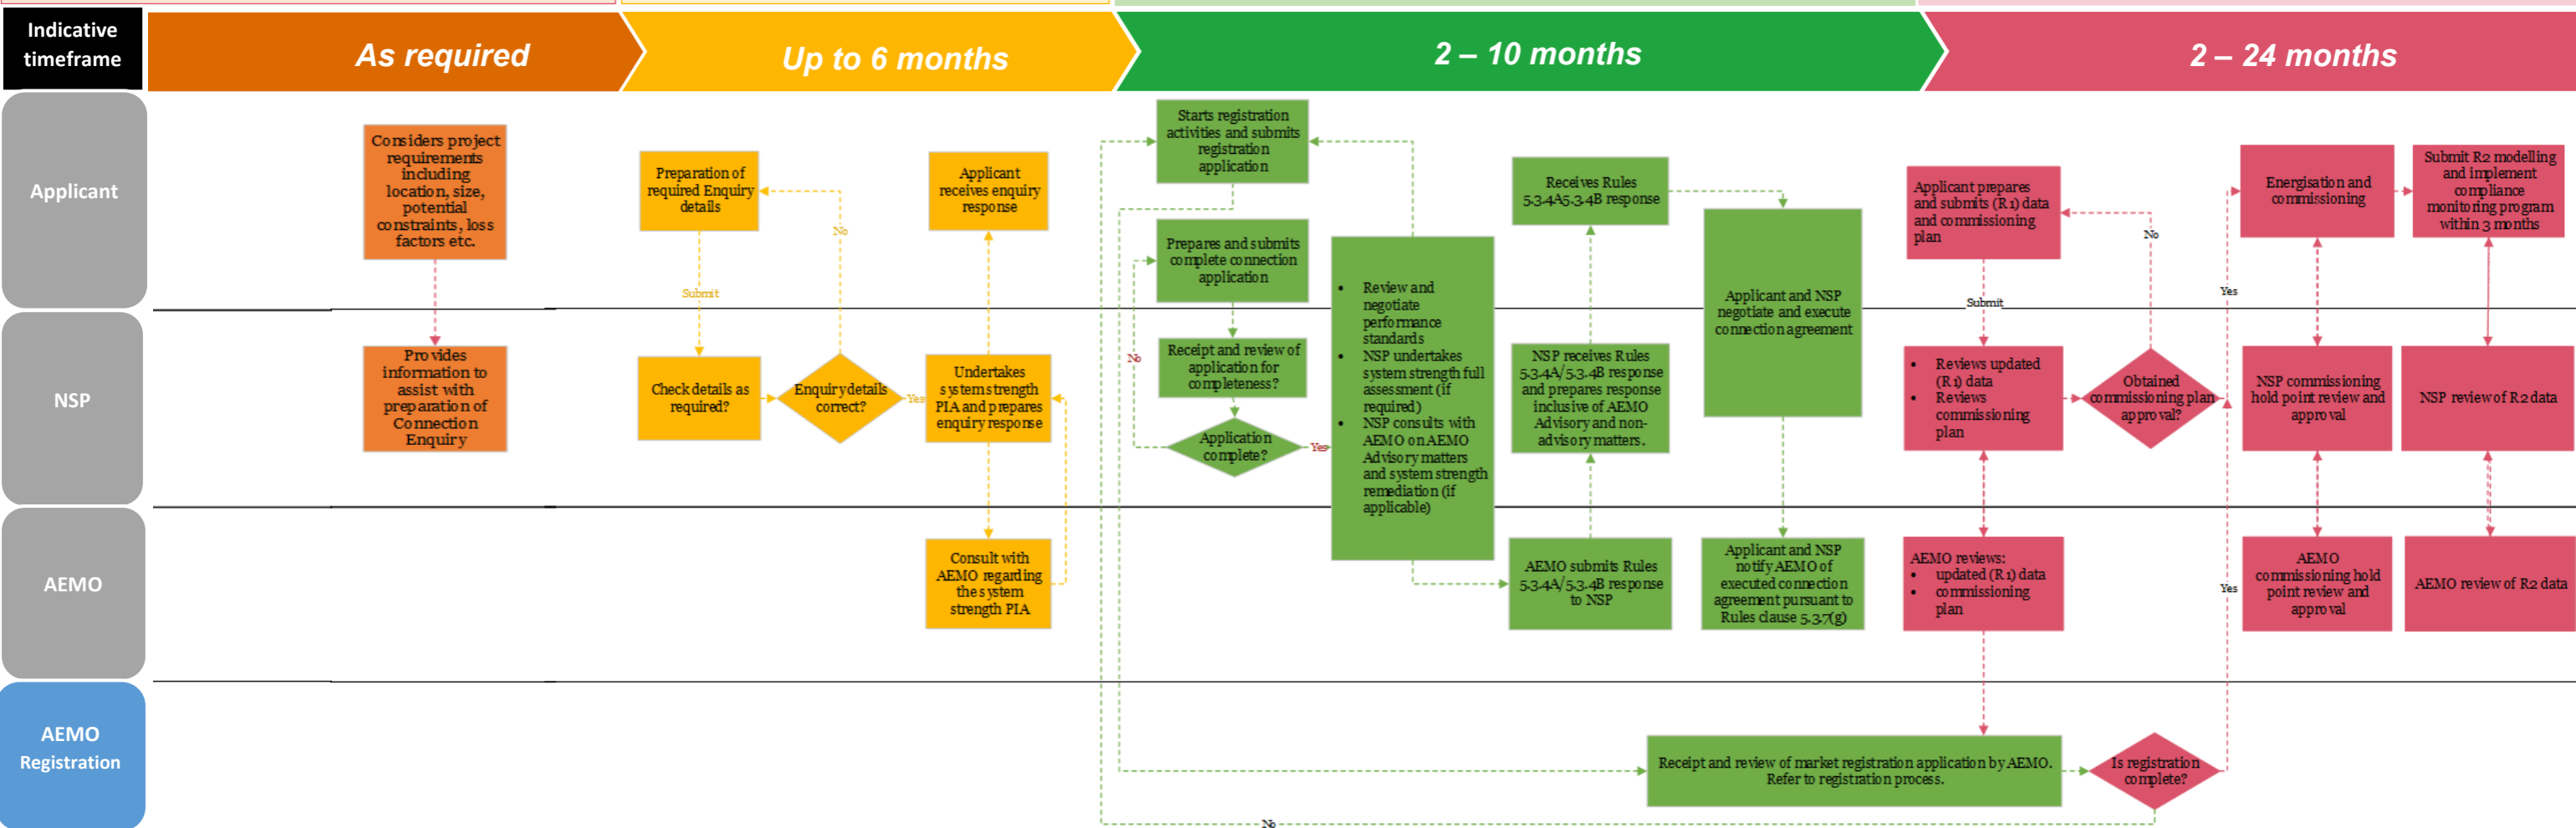 Indicative
timeframe
As required
Up to 6 months
2 – 10 months
2 – 24 months
Applicant
Considers project
requirements
including
location, size,
potential
constraints, loss
factors etc.
Preparation of
required Enquiry
details
Applicant
receives enquiry
response
No
Submit
Starts registration
activities and submits
registration
application
Prepares and submits
complete connection
application
Receives Rules
5.3.4A5.3.4B response
Applicant and NSP
negotiate and execute
connection agreement
Applicant prepares
and submits (R1) data
and commissioning
plan
No
Submit
Yes
Energisation and
commissioning
Submit R2 modelling
and implement
compliance
monitoring program
within 3 months
NSP
Provides
information to
assist with
preparation of
Connection
Enquiry
Check details as
required?
Enquiry details
correct?
Yes
Undertakes
system strength
PIA and prepares
enquiry response
No
Receipt and review of
application for
completeness?
Application
complete?
Yes
• Review and
negotiate
performance
standards
• NSP undertakes
system strength full
assessment (if
required)
• NSP consults with
AEMO on AEMO
Advisory matters
and system strength
remediation (if
applicable)
NSP receives Rules
5.3.4A/5.3.4B response
and prepares response
inclusive of AEMO
Advisory and non-
advisory matters.
• Reviews updated
(R1) data
• Reviews
commissioning
plan
Obtained
commissioning plan
approval?
NSP commissioning
hold point review and
approval
NSP review of R2 data
AEMO
Consult with
AEMO regarding
the system
strength PIA
AEMO submits Rules
5.3.4A/5.3.4B response
to NSP
Applicant and NSP
notify AEMO of
executed connection
agreement pursuant to
Rules clause 5.3.7(g)
AEMO reviews:
• updated (R1) data
• commissioning
plan
Yes
AEMO
commissioning hold
point review and
approval
AEMO review of R2 data
AEMO
Registration
Receipt and review of market registration application by AEMO.
Refer to registration process.
Is registration
complete?
No